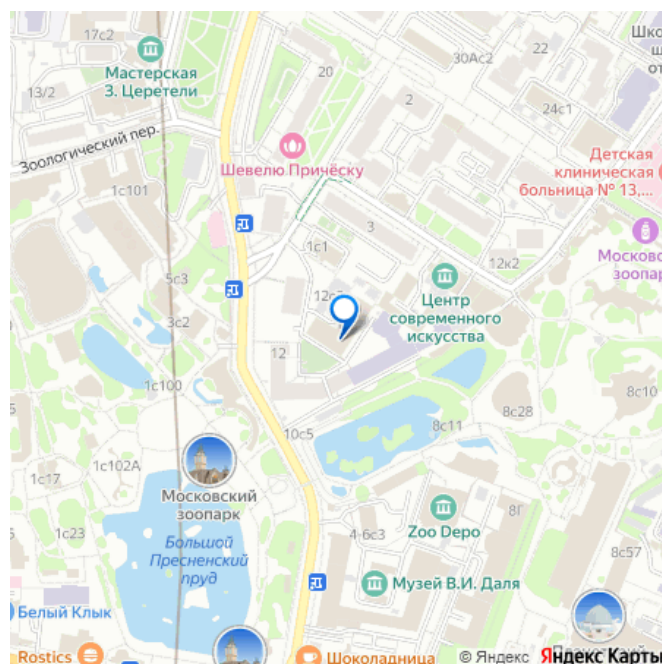 17с2
Мастерская
З. Церетели
13/2
20
30Ас2
22
Шко
2
24с1
Зоологический пер.
Шевелю Причёску
Детская
клиническая
больница № 13,...
1с101
3
1с1
12к2
Московс
зоопар
5с3
Центр
современного
искусства
3с2
12
1с100
8с10
8с28
8с11
10с5
1с102А
1с17
Московский
зоопарк
1с23
Большой
Пресненский
пруд
4-6с3
Zoo Depo
8Г
8с57
Музей В.И. Даля
Белый Клык
Rostics
Шоколадница
© Яндекс Яндекс Карты